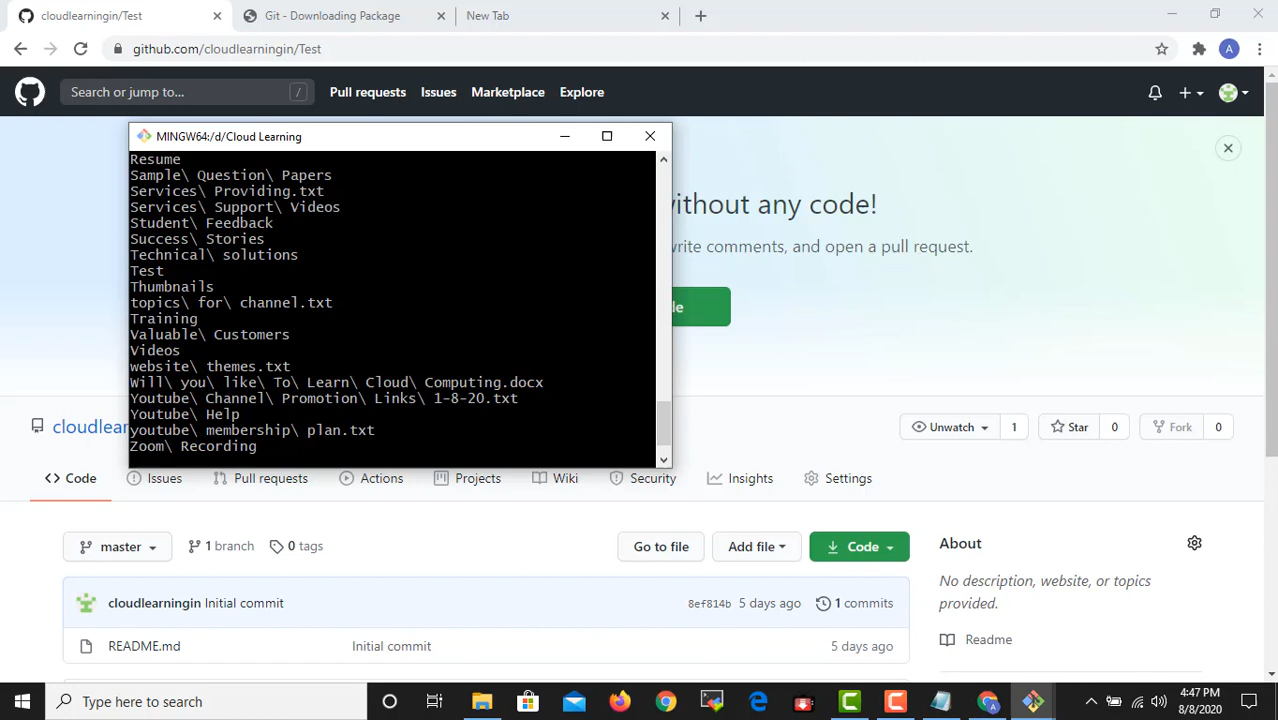 cloudlearningin/Test
Git - Downloading Package
New Tab
github.com/cloudlearningin/Test
A
Search or jump to...
/
Pull requests
Issues
Marketplace
Explore
MINGW64:/d/Cloud Learning
Resume
Sample\ Question\ Papers
Services\ Providing.txt
Services\ Support\ Videos
Student\ Feedback
Success\ Stories
Technical\ solutions
Test
Thumbnails
topics\ for\ channel.txt
Training
Valuable\ Customers
Videos
website\ themes.txt
Will\ you\ like\ To\ Learn\ Cloud\ Computing.docx
Youtube\ Channel\ Promotion\ Links\ 1-8-2O.txt
Youtube\ Help
youtube\ membership\ plan.txt
Zoom\ Recording
without any code!
write comments, and open a pull request.
de
cloudlear
Unwatch
1
Star
0
Fork
0
Code
Issues
Pull requests
Actions
Projects
Wiki
Security
Insights
Settings
master
1 branch
0 tags
Go to file
Add file
Code
About
No description, website, or topics
provided.
Readme
cloudlearningin Initial commit
8ef814b 5 days ago
1 commits
README.md
Initial commit
5 days ago
Type here to search
4:47 PM
8/8/2020